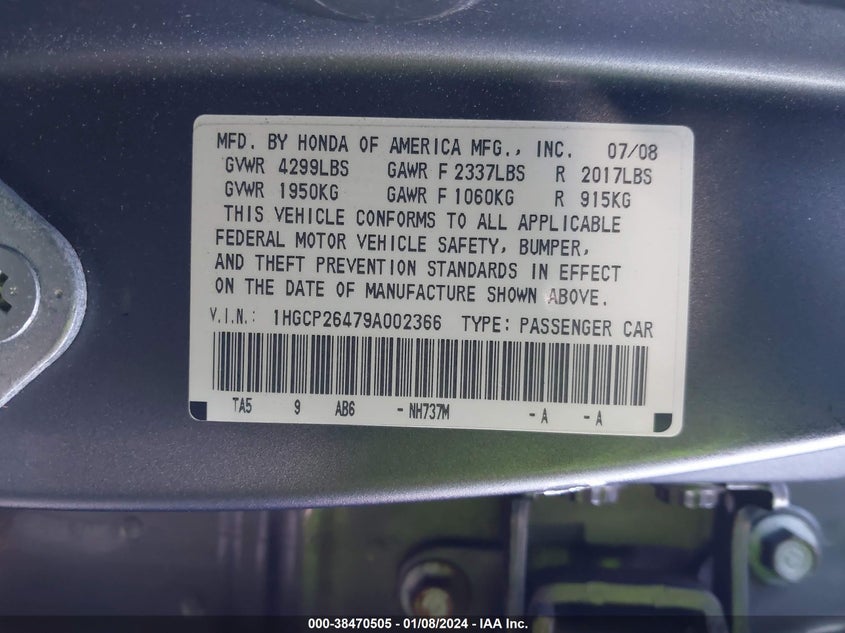 MFD. BY HONDA OF AMERICA MFG., INC. 07/08
GVWR 4299LBS GAWR F 2337LBS R 2017LBS
GVWR 1950KG GAWR F 1060KG R 915KG
THIS VEHICLE CONFORMS TO ALL APPLICABLE
FEDERAL MOTOR VEHICLE SAFETY, BUMPER,
AND THEFT PREVENTION STANDARDS IN EFFECT
ON THE DATE OF MANUFACTURE SHOWN ABOVE.
V.I.N.: 1HGCP26479A002366 TYPE: PASSENGER CAR
TA5 9 AB6 - NH737M - A - A
000-38470505 - 01/08/2024 - IAA Inc.